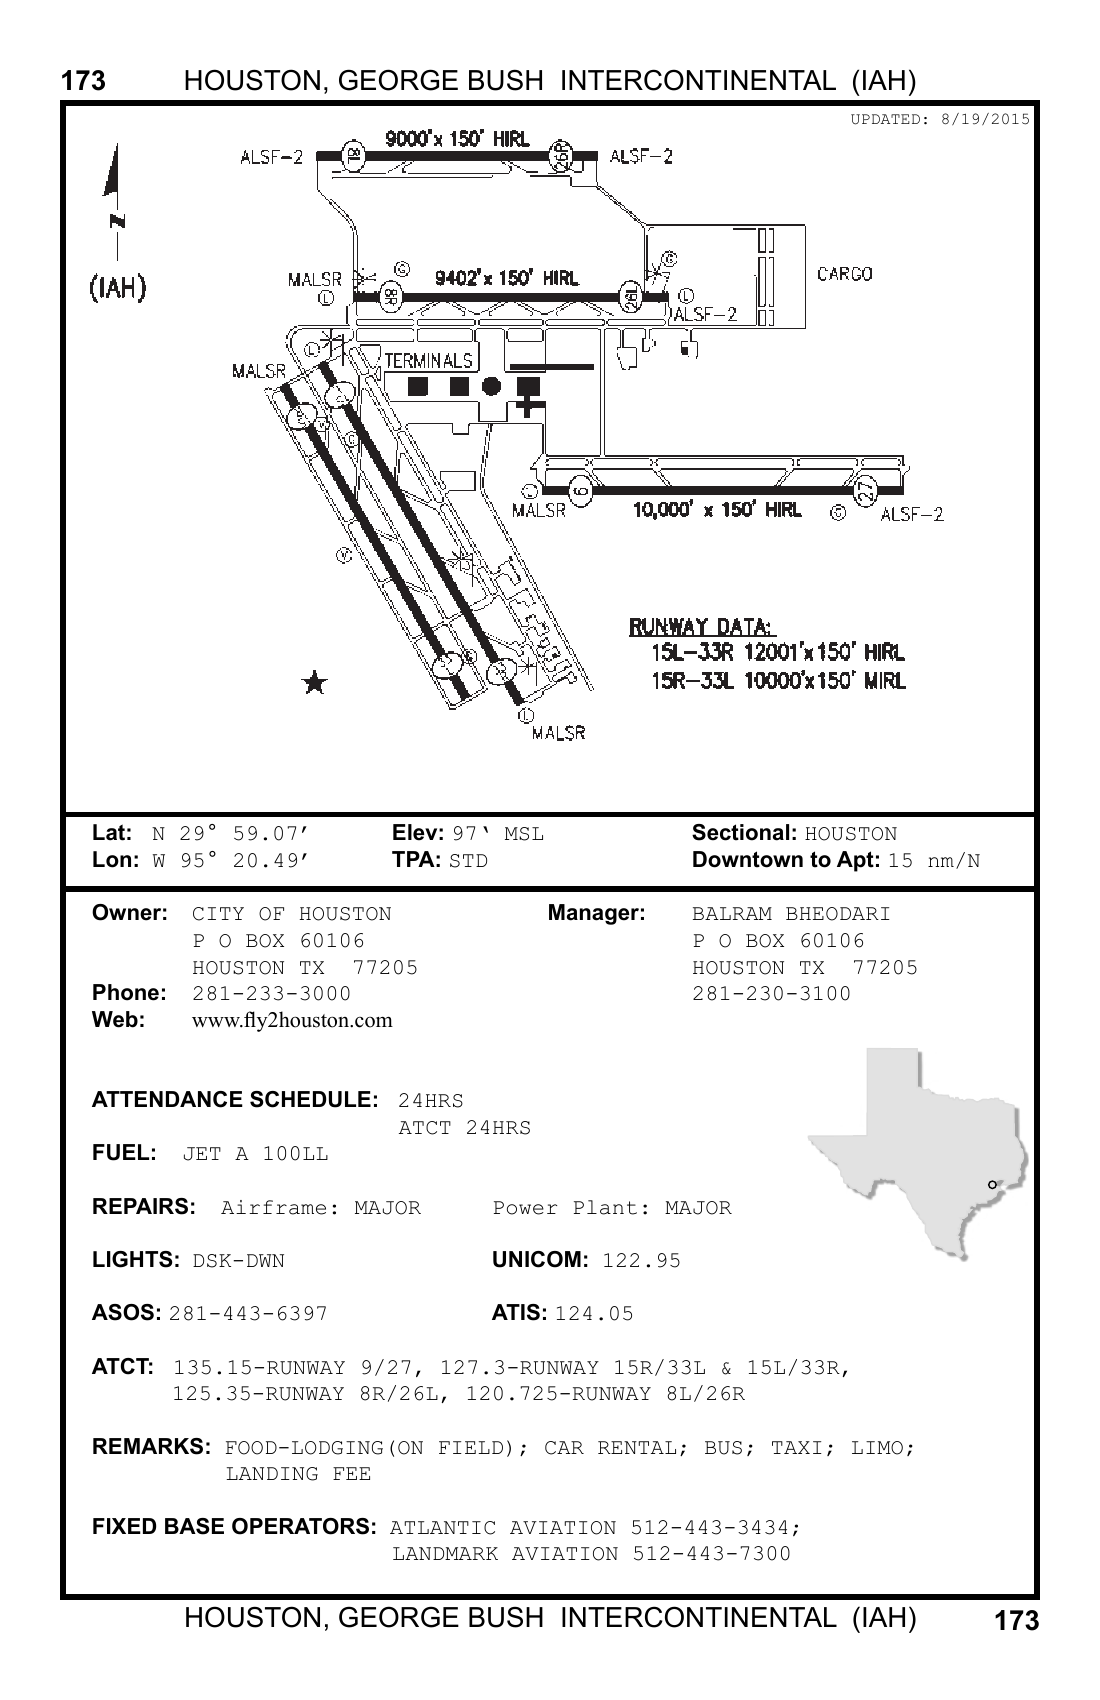 173 HOUSTON, GEORGE BUSH INTERCONTINENTAL (IAH)
UPDATED: 8/19/2015
9000'x 150' HIRL
ALSF-2 8L 26R ALSF-2
N
(IAH)
MALSR G G
9402'x 150' HIRL
CARGO
L 8R 26L L
ALSF-2
L
TERMINALS
MALSR
G
L 9 27
MALSR 10,000' x 150' HIRL G ALSF-2
V
RUNWAY DATA:
15L-33R 12001'x150' HIRL
15R-33L 10000'x150' MIRL
L
MALSR
Lat: N 29° 59.07’ Elev: 97‘ MSL Sectional: HOUSTON
Lon: W 95° 20.49’ TPA: STD Downtown to Apt: 15 nm/N
Owner: CITY OF HOUSTON Manager: BALRAM BHEODARI
P O BOX 60106 P O BOX 60106
HOUSTON TX 77205 HOUSTON TX 77205
Phone: 281-233-3000 281-230-3100
Web: www.fly2houston.com
ATTENDANCE SCHEDULE: 24HRS
ATCT 24HRS
FUEL: JET A 100LL
REPAIRS: Airframe: MAJOR Power Plant: MAJOR
LIGHTS: DSK-DWN UNICOM: 122.95
ASOS: 281-443-6397 ATIS: 124.05
ATCT: 135.15-RUNWAY 9/27, 127.3-RUNWAY 15R/33L & 15L/33R,
125.35-RUNWAY 8R/26L, 120.725-RUNWAY 8L/26R
REMARKS: FOOD-LODGING(ON FIELD); CAR RENTAL; BUS; TAXI; LIMO;
LANDING FEE
FIXED BASE OPERATORS: ATLANTIC AVIATION 512-443-3434;
LANDMARK AVIATION 512-443-7300
HOUSTON, GEORGE BUSH INTERCONTINENTAL (IAH) 173